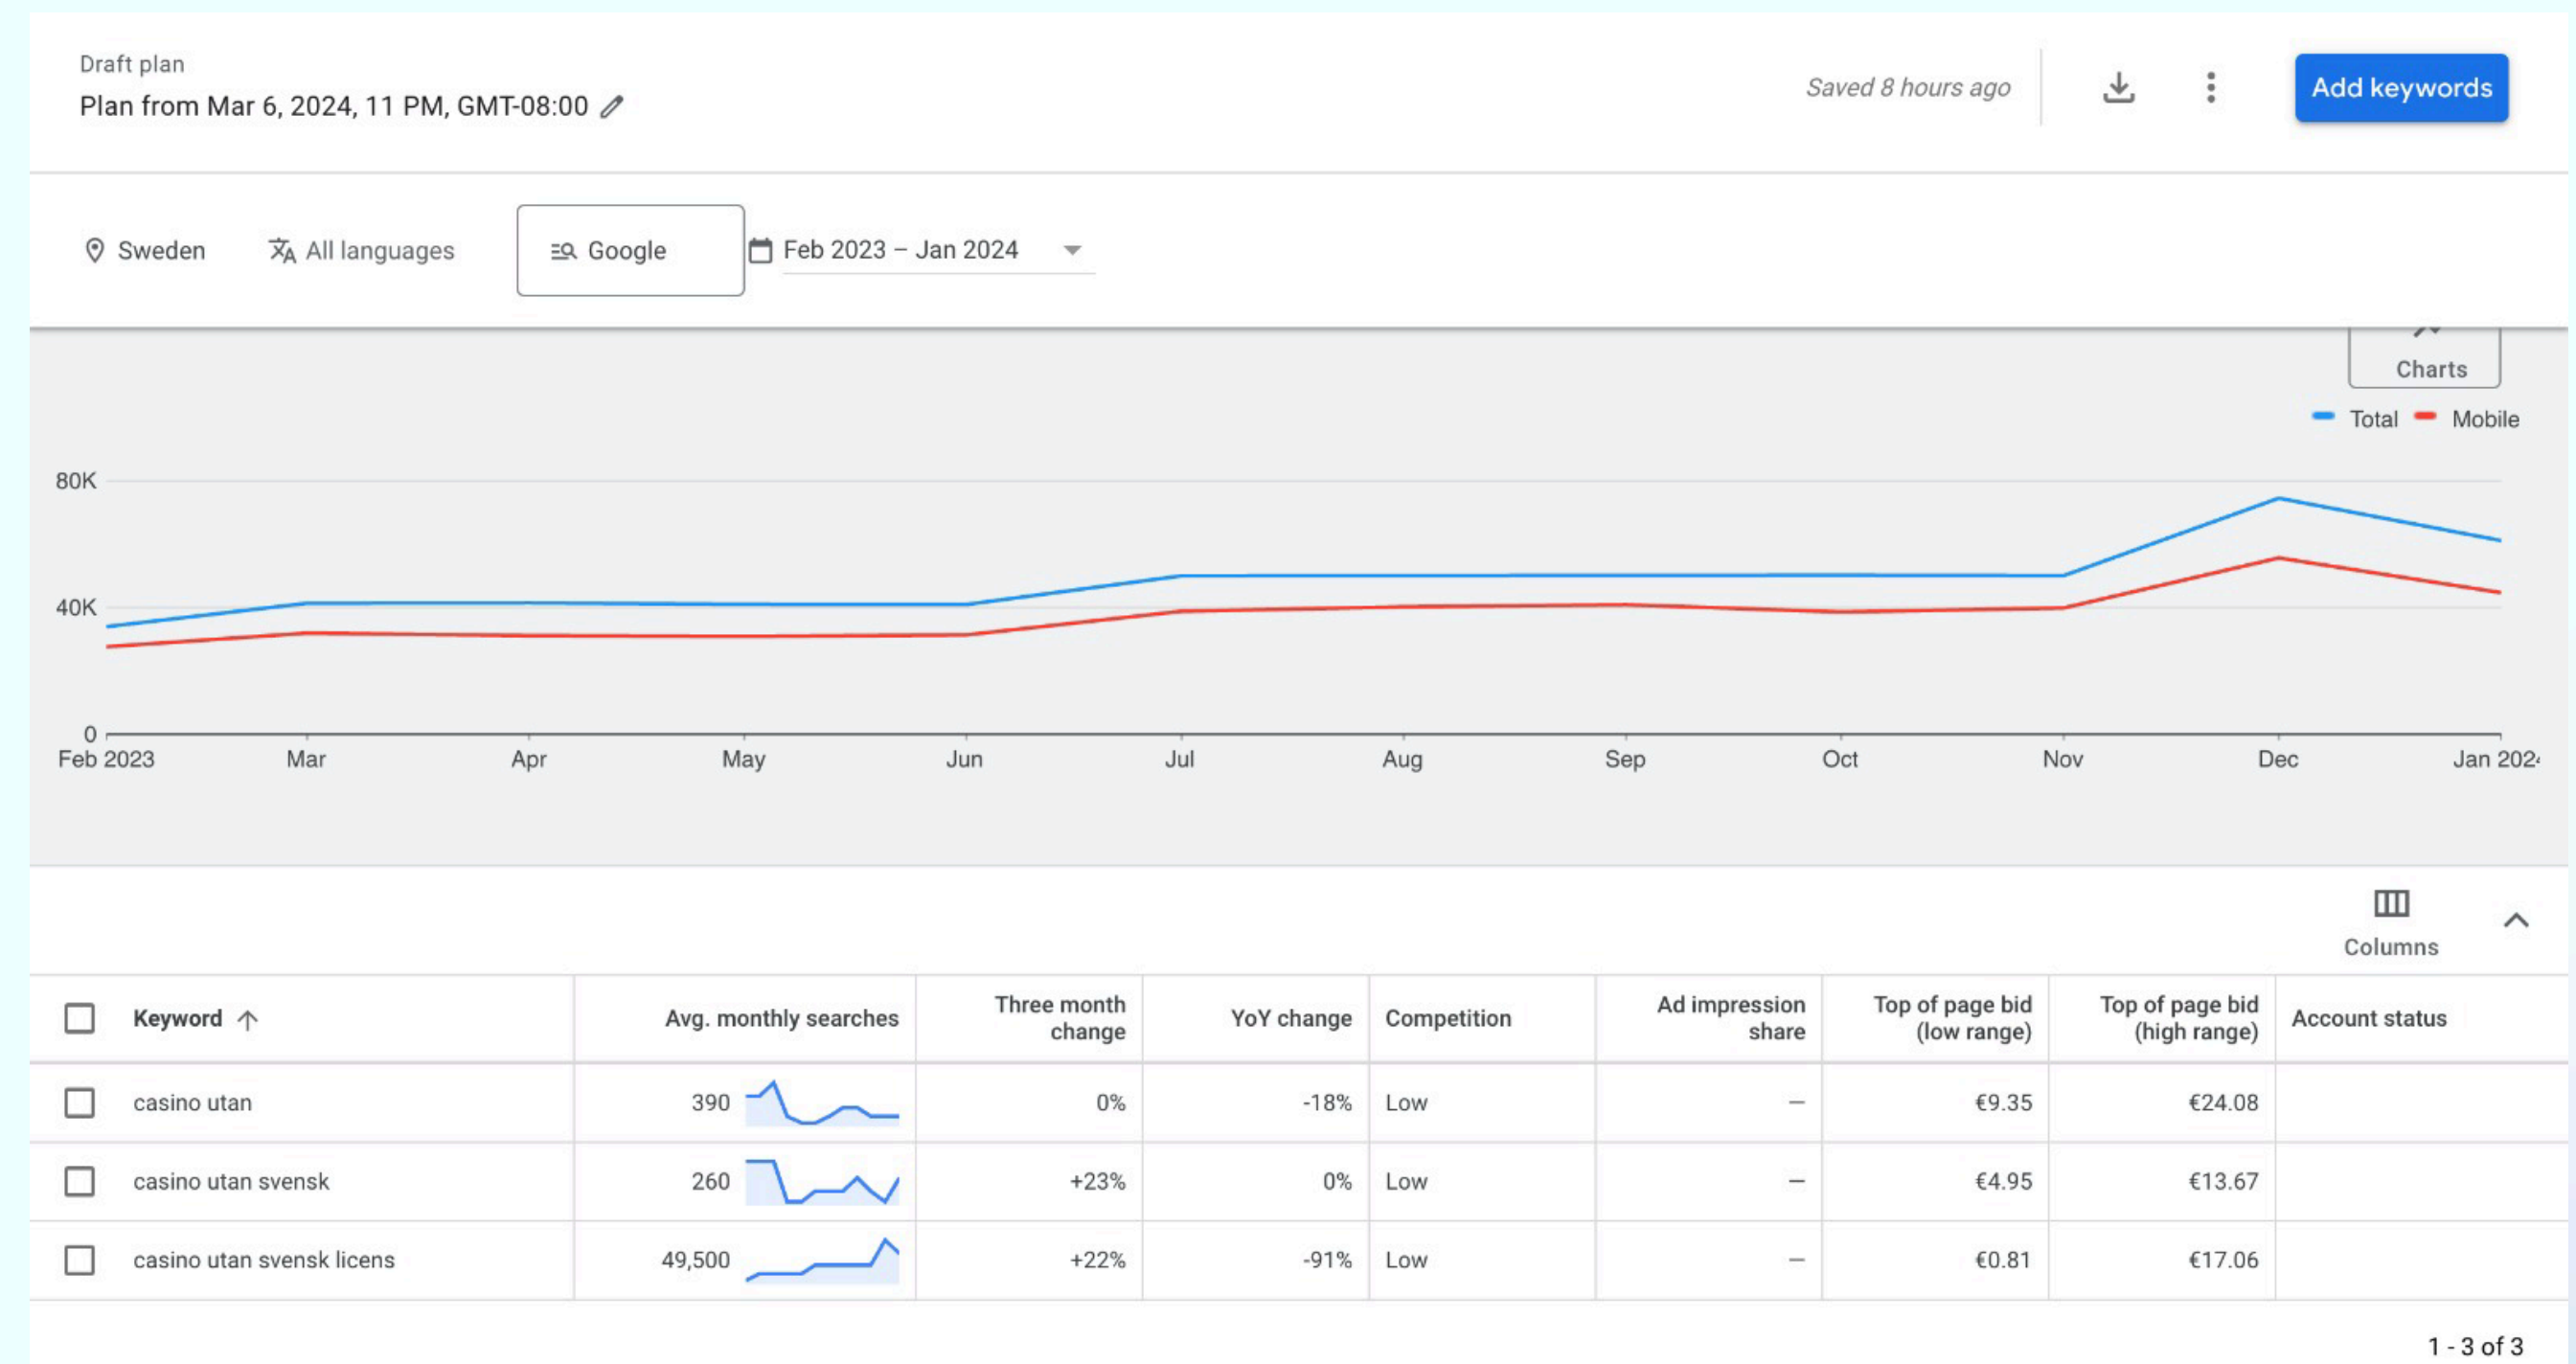 Draft plan
Plan from Mar 6, 2024, 11 PM, GMT-08:00
Saved 8 hours ago
Add keywords
Sweden
All languages
Google
Feb 2023 – Jan 2024
Charts
Total Mobile
80K
40K
0
Feb 2023 Mar Apr May Jun Jul Aug Sep Oct Nov Dec Jan 202
Columns
Keyword Avg. monthly searches Three month change YoY change Competition Ad impression share Top of page bid (low range) Top of page bid (high range) Account status
casino utan 390 0% -18% Low – €9.35 €24.08
casino utan svensk 260 +23% 0% Low – €4.95 €13.67
casino utan svensk licens 49,500 +22% -91% Low – €0.81 €17.06
1 - 3 of 3